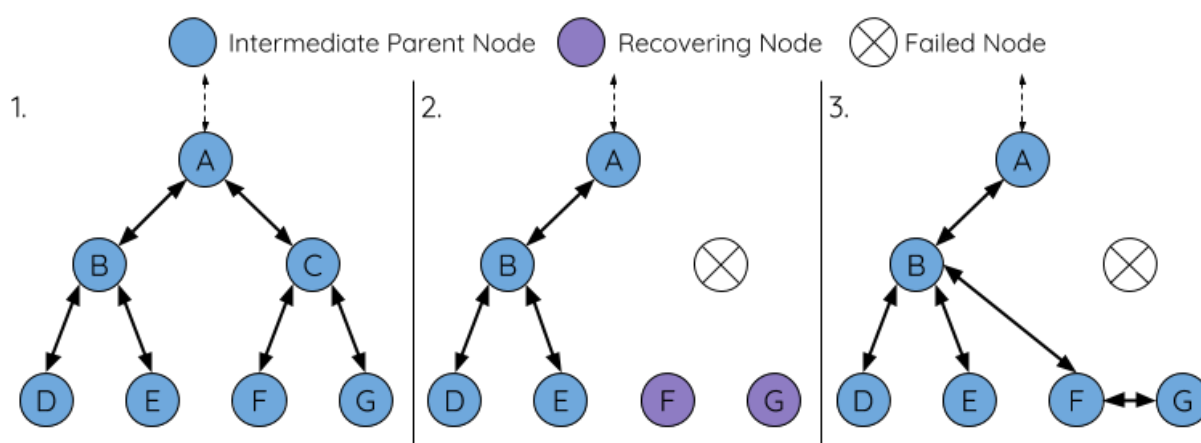 Intermediate Parent Node Recovering Node Failed Node
1. 2. 3.
A A A
B C B B
D E F G D E F G D E F G